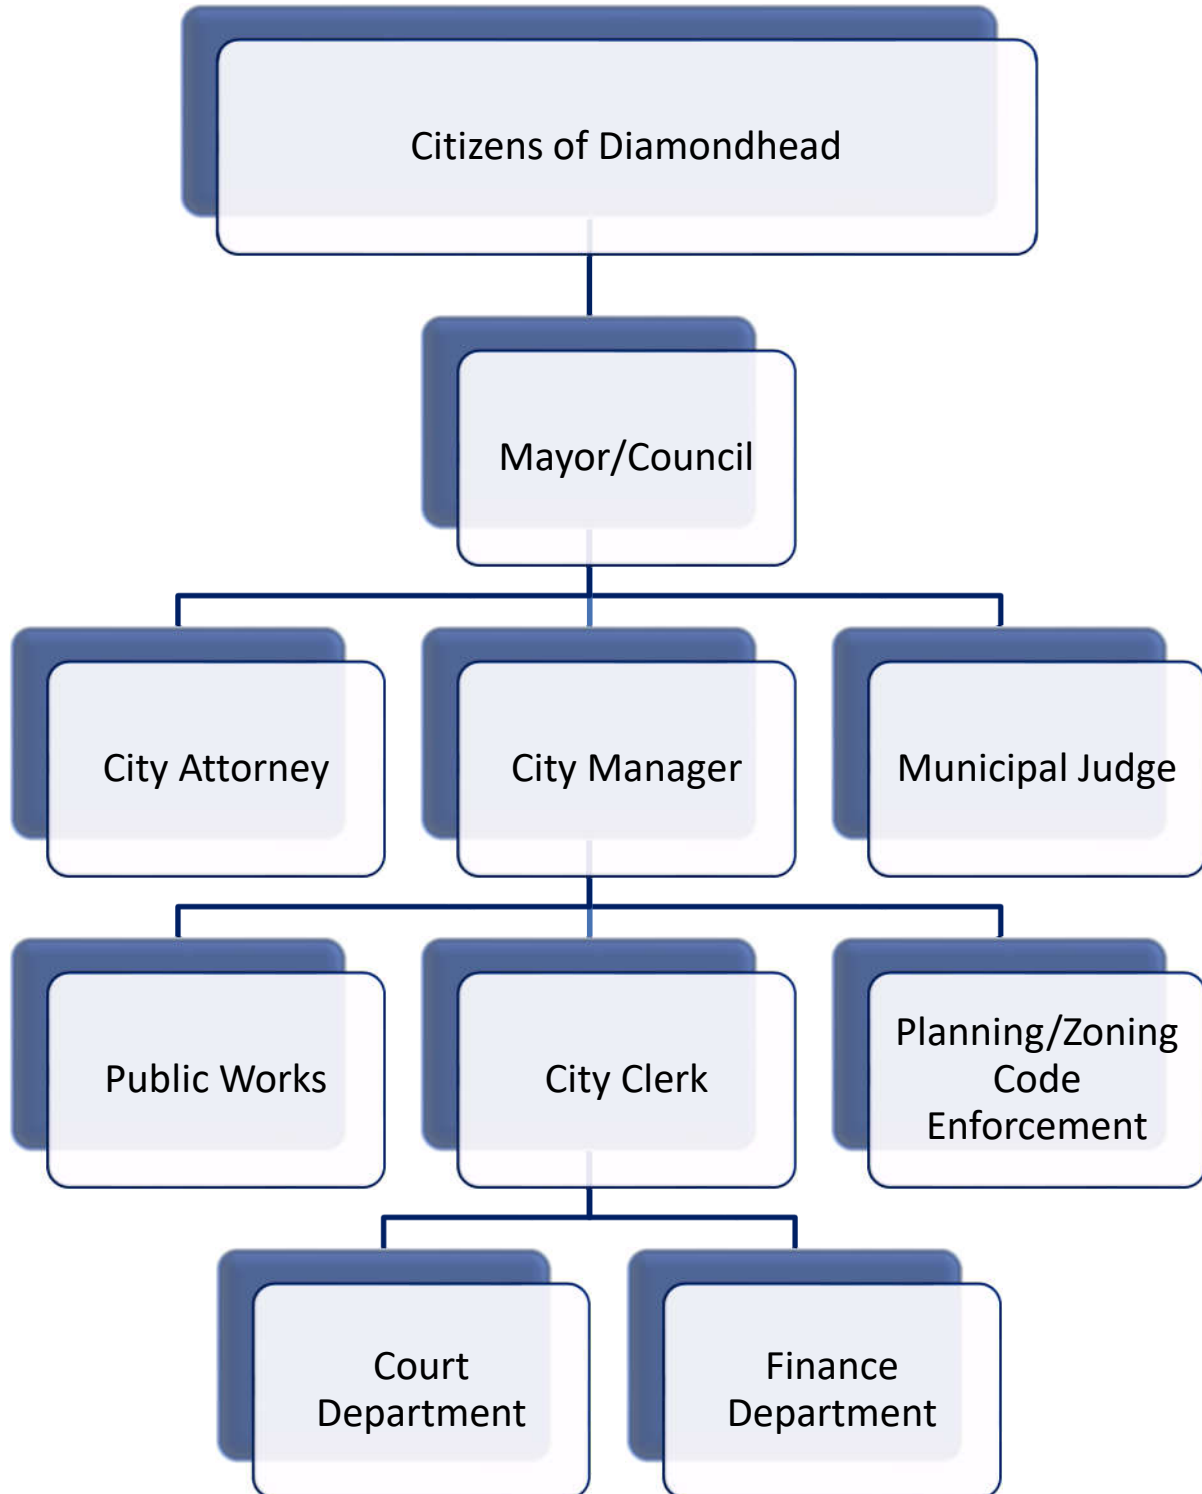 Citizens of Diamondhead
Mayor/Council
City Attorney
City Manager
Municipal Judge
Public Works
City Clerk
Planning/Zoning
Code
Enforcement
Court
Department
Finance
Department